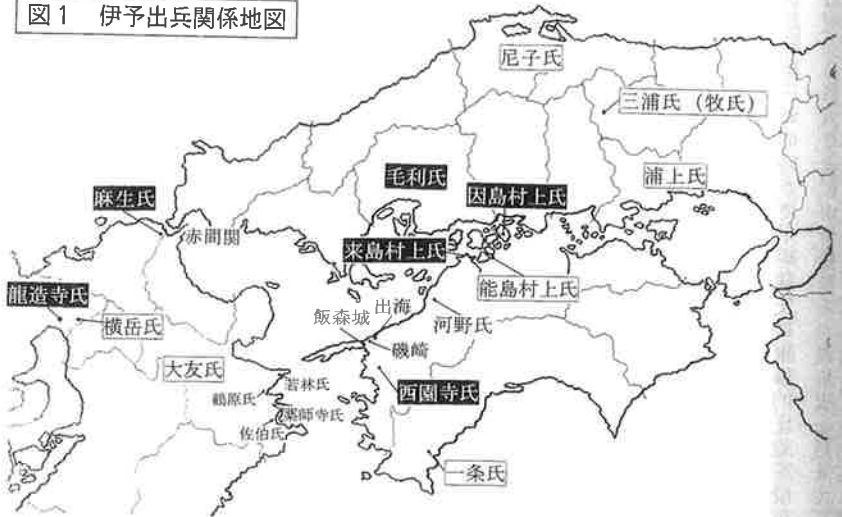 図1 伊予出兵関係地図
尼子氏
三浦氏(牧氏)
浦上氏
毛利氏
因島村上氏
麻生氏
赤間関
来島村上氏
能島村上氏
龍造寺氏
横岳氏
出海
飯森城
河野氏
磯崎
大友氏
若林氏
西園寺氏
鶴原氏
薬師寺氏
佐伯氏
一条氏